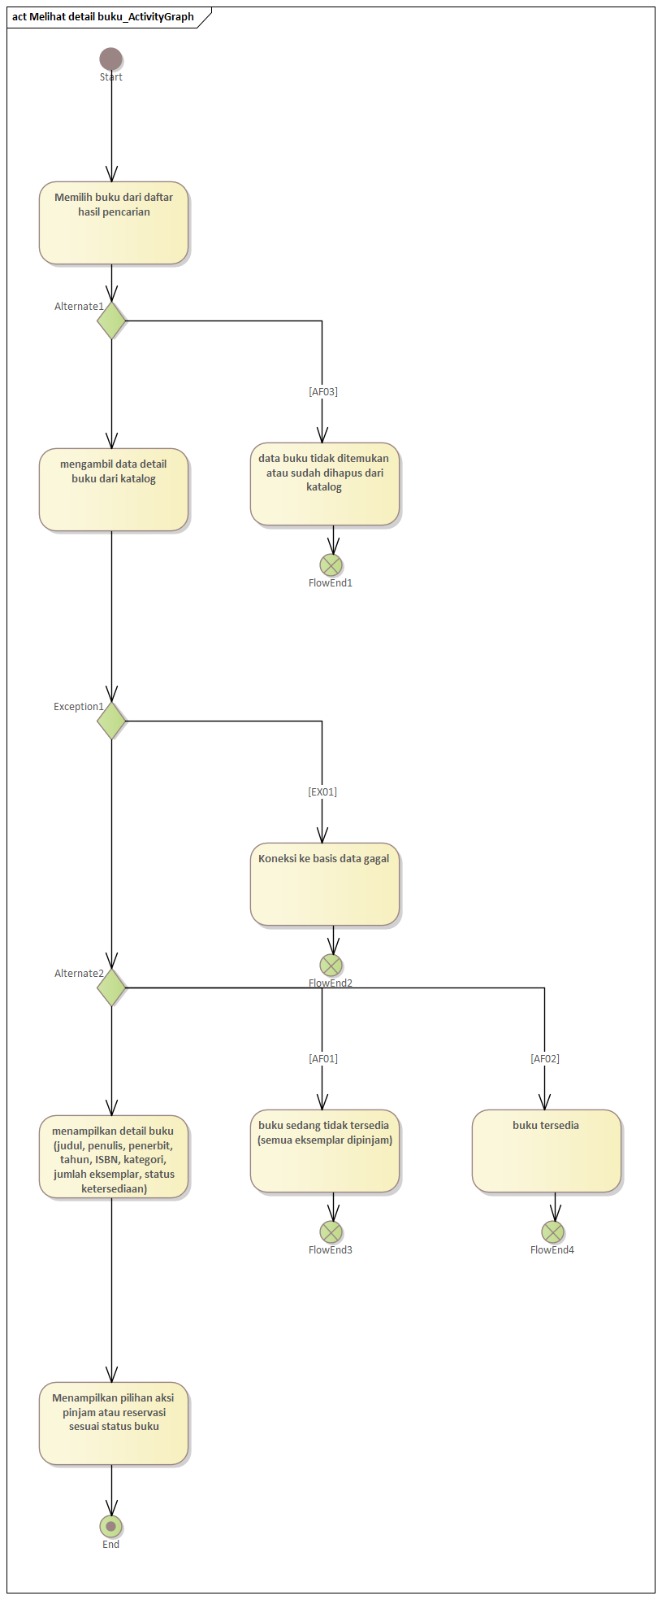 act Melihat detail buku_ActivityGraph
Start
Memilih buku dari daftar
hasil pencarian
Alternate1
[AF03]
mengambil data detail
buku dari katalog
data buku tidak ditemukan
atau sudah dihapus dari
katalog
FlowEnd1
Exception1
[EX01]
Koneksi ke basis data gagal
FlowEnd2
Alternate2
[AF01]
[AF02]
menampilkan detail buku
(judul, penulis, penerbit,
tahun, ISBN, kategori,
jumlah eksemplar, status
ketersediaan)
buku sedang tidak tersedia
(semua eksemplar dipinjam)
buku tersedia
FlowEnd3
FlowEnd4
Menampilkan pilihan aksi
pinjam atau reservasi
sesuai status buku
End